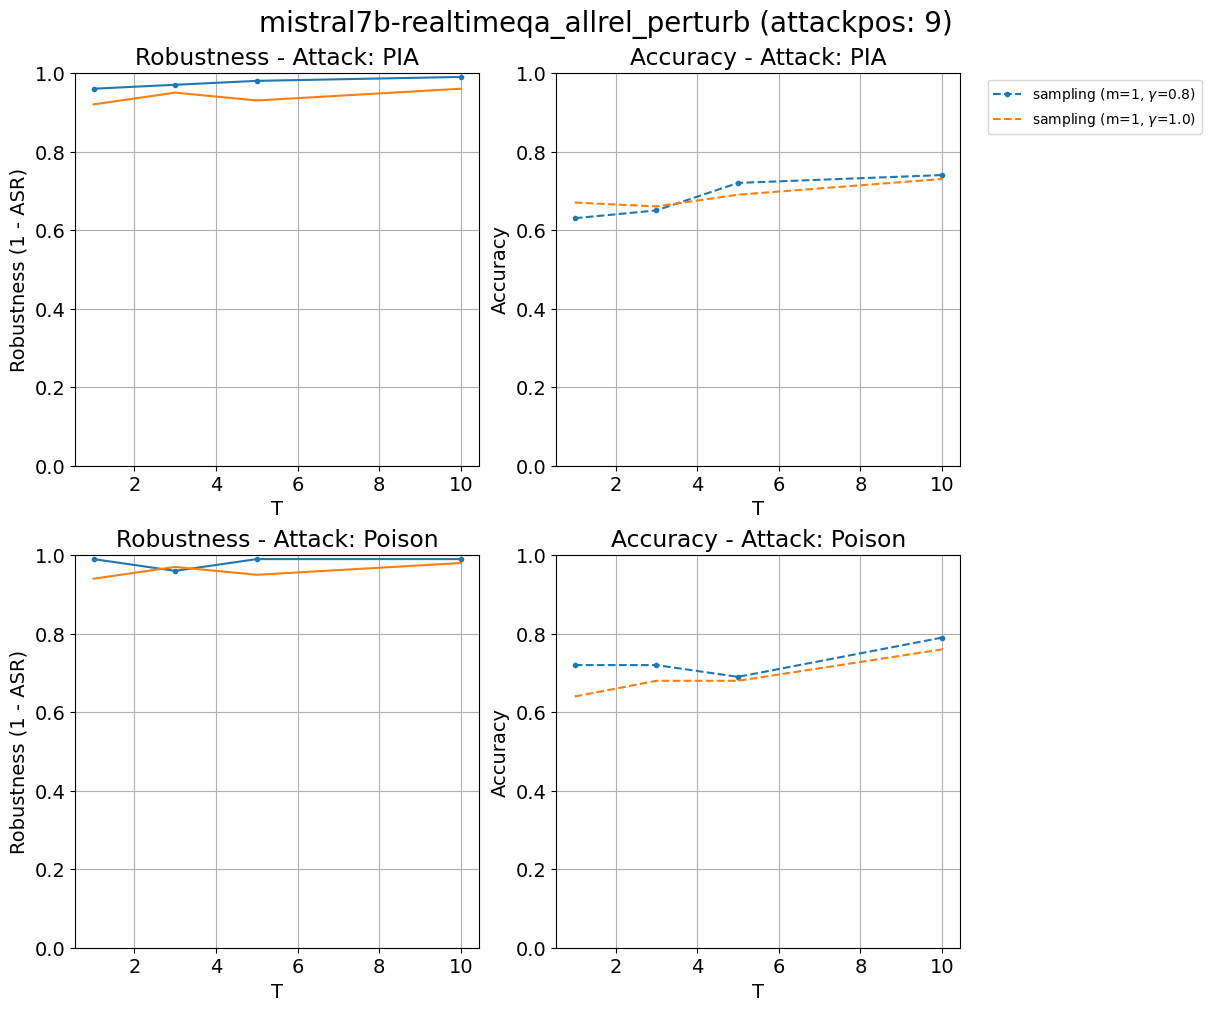 mistral7b-realtimeqa_allrel_perturb (attackpos: 9)
Robustness - Attack: PIA
Robustness (1 - ASR)
1.0
0.8
0.6
0.4
0.2
0.0
2 4 6 8 10
T
Accuracy - Attack: PIA
Accuracy
1.0
0.8
0.6
0.4
0.2
0.0
2 4 6 8 10
T
sampling (m=1, γ=0.8)
sampling (m=1, γ=1.0)
Robustness - Attack: Poison
Robustness (1 - ASR)
1.0
0.8
0.6
0.4
0.2
0.0
2 4 6 8 10
T
Accuracy - Attack: Poison
Accuracy
1.0
0.8
0.6
0.4
0.2
0.0
2 4 6 8 10
T